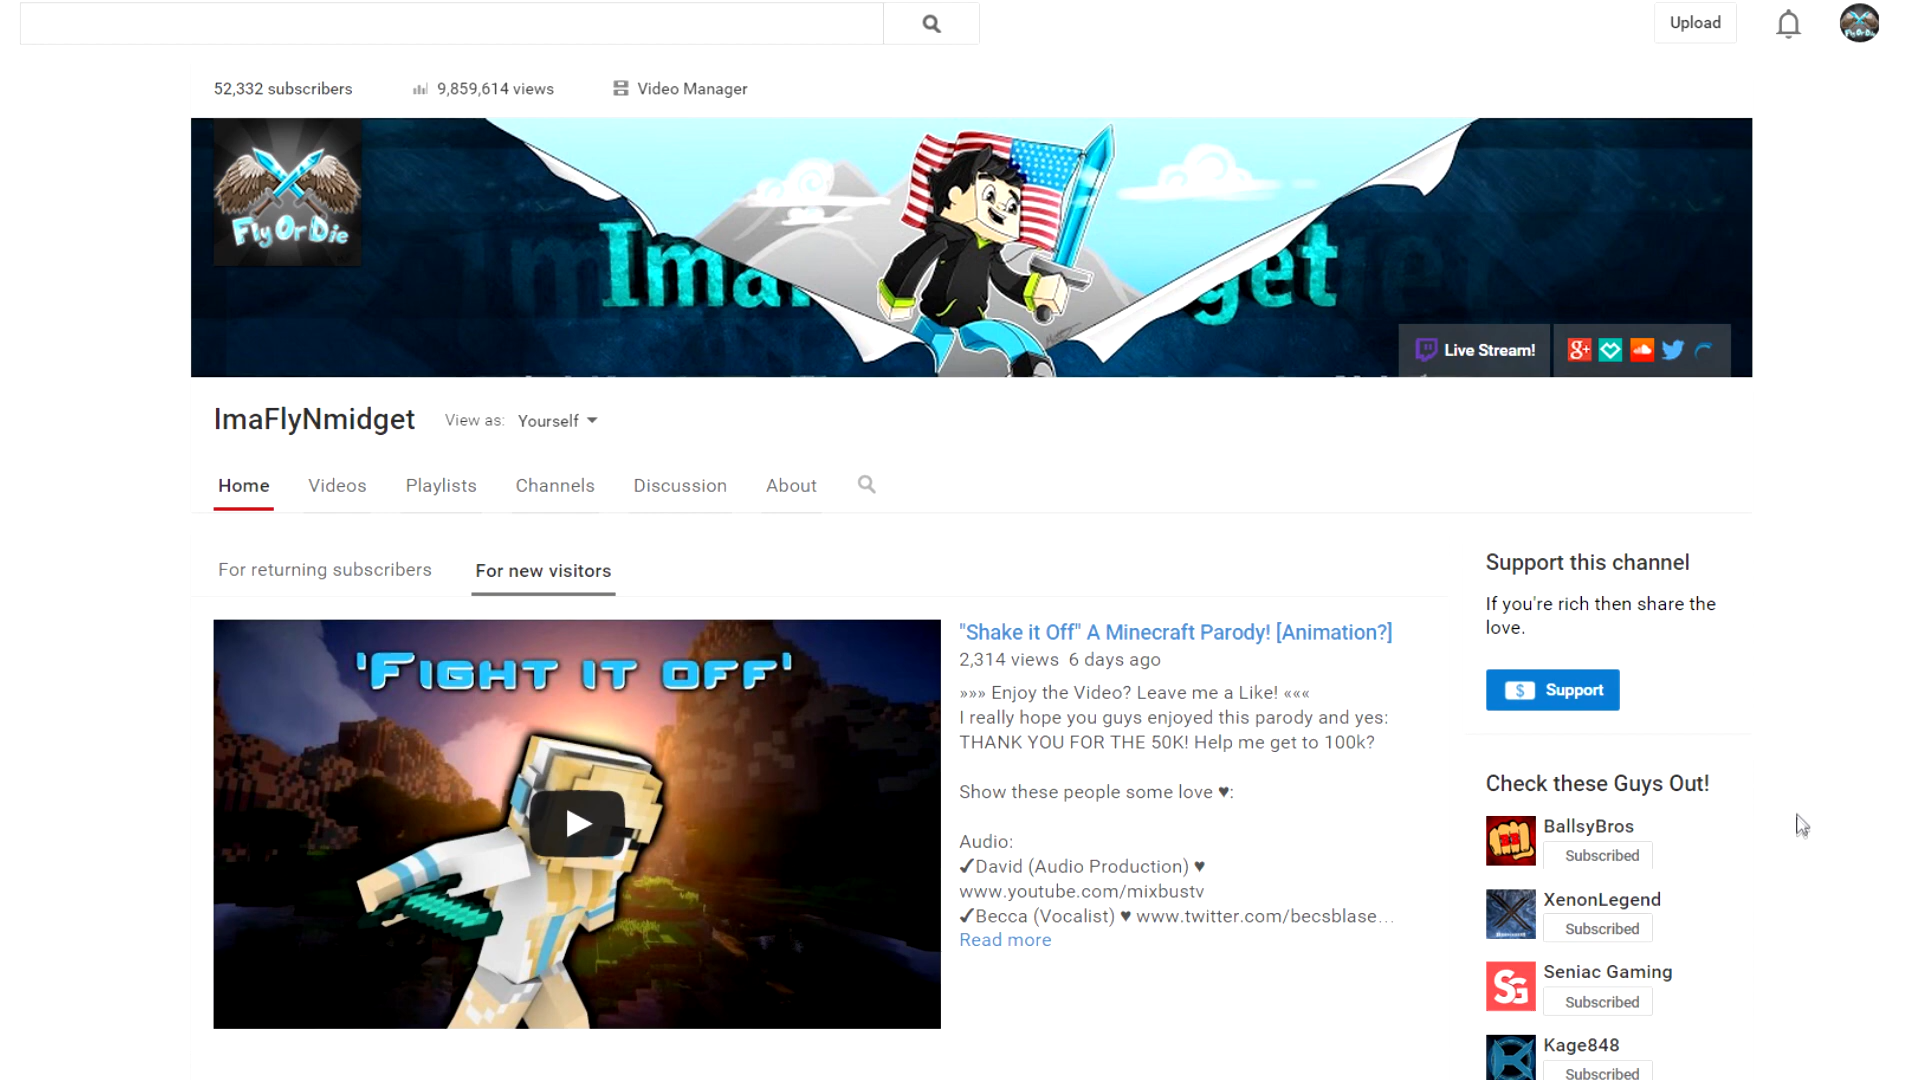 Upload
52,332 subscribers
9,859,614 views
Video Manager
Fly Or Die
Ima
get
Live Stream!
g+
ImaFlyNmidget
View as: Yourself
Home
Videos
Playlists
Channels
Discussion
About
For returning subscribers
For new visitors
'FIGHT IT OFF'
"Shake it Off" A Minecraft Parody! [Animation?]
2,314 views 6 days ago
»»» Enjoy the Video? Leave me a Like! «««
I really hope you guys enjoyed this parody and yes:
THANK YOU FOR THE 50K! Help me get to 100k?
Show these people some love ♥:
Audio:
✔David (Audio Production) ♥
www.youtube.com/mixbustv
✔Becca (Vocalist) ♥ www.twitter.com/becsblase…
Read more
Support this channel
If you're rich then share the
love.
$ Support
Check these Guys Out!
BallsyBros
Subscribed
XenonLegend
Subscribed
SG
Seniac Gaming
Subscribed
Kage848
Subscribed